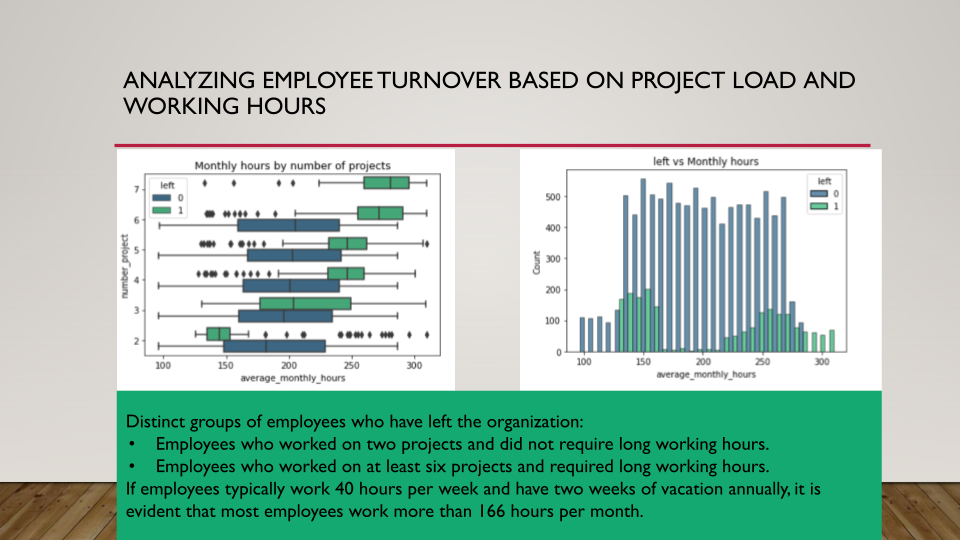 ANALYZING EMPLOYEE TURNOVER BASED ON PROJECT LOAD AND
WORKING HOURS
Monthly hours by number of projects
left
0
1
7
6
5
4
3
2
number_project
100 150 200 250 300
average_monthly_hours
left vs Monthly hours
left
0
1
500
400
300
200
100
0
Count
100 150 200 250 300
average_monthly_hours
Distinct groups of employees who have left the organization:
• Employees who worked on two projects and did not require long working hours.
• Employees who worked on at least six projects and required long working hours.
If employees typically work 40 hours per week and have two weeks of vacation annually, it is
evident that most employees work more than 166 hours per month.